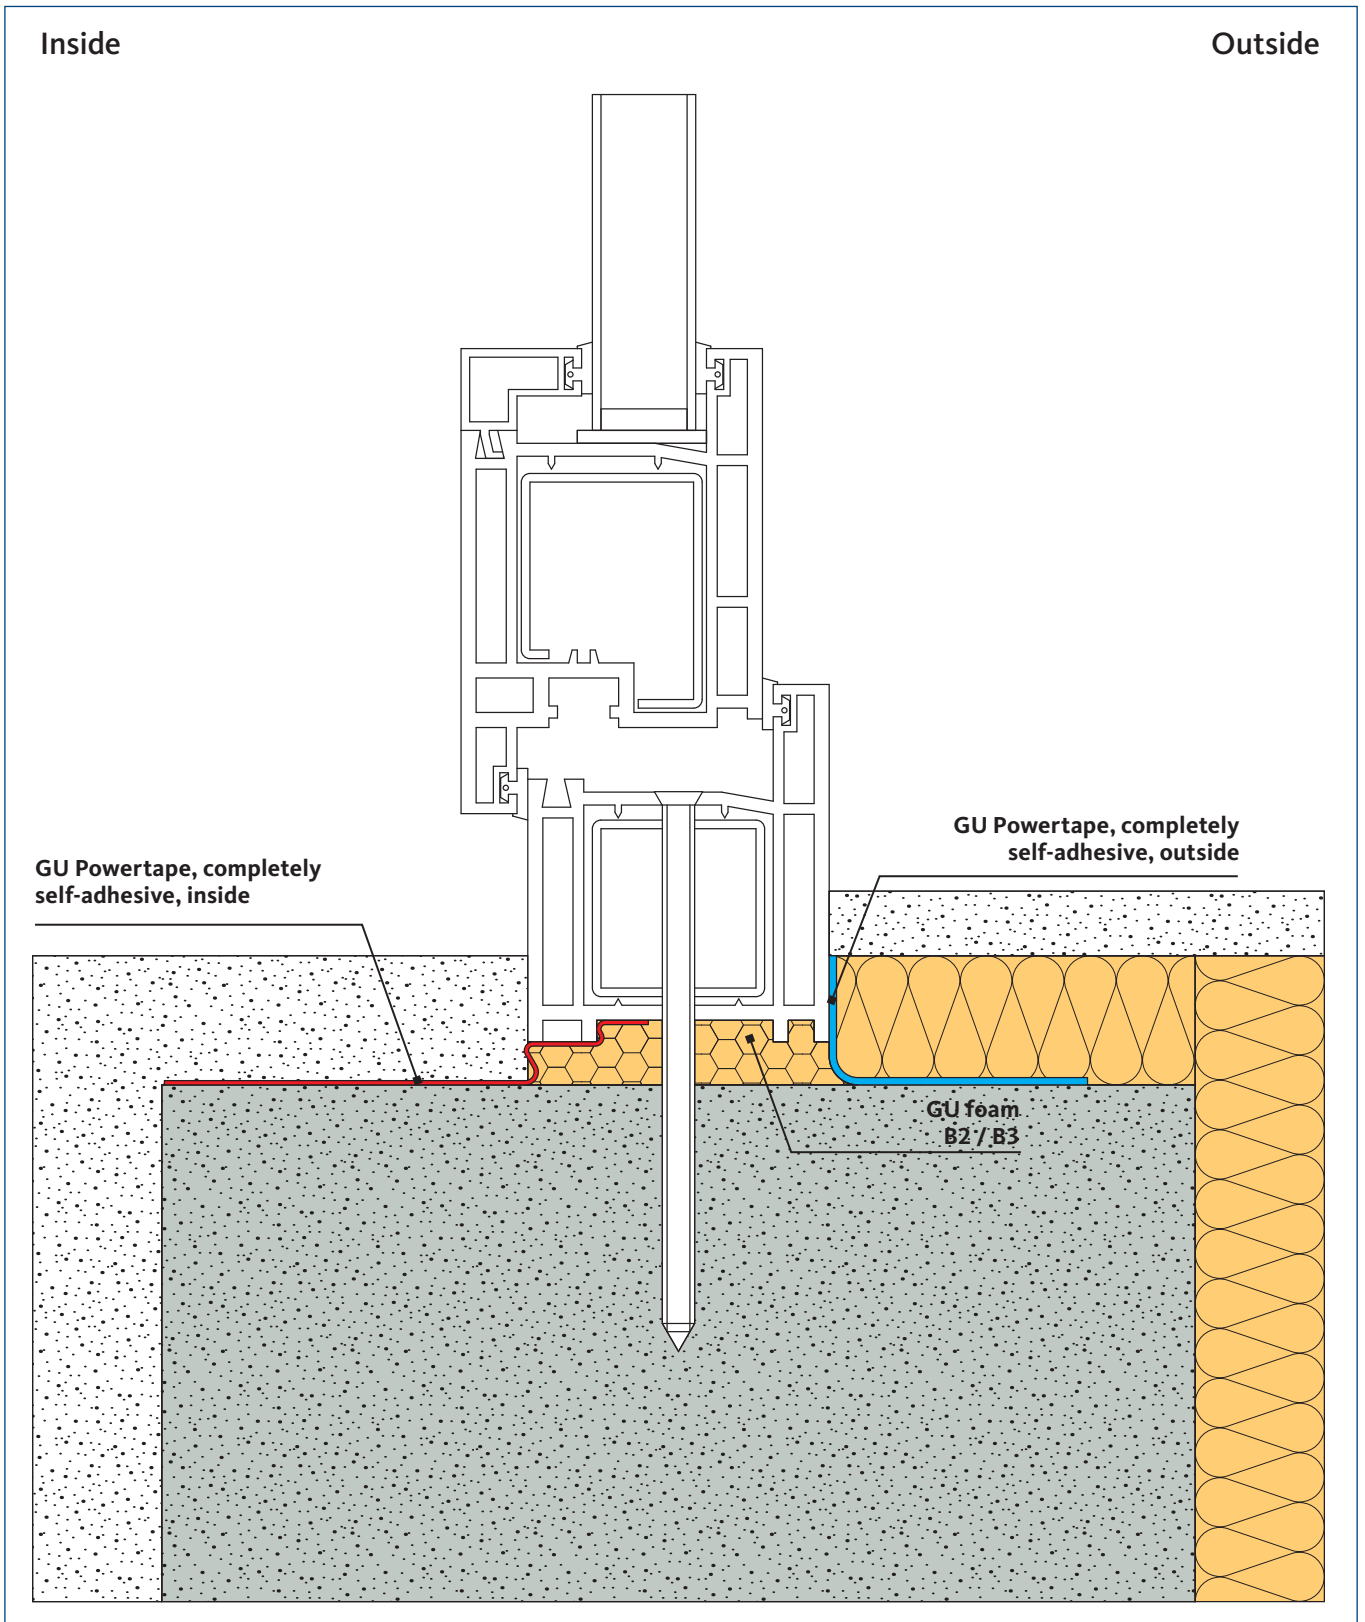 Inside
Outside
GU Powertape, completely
self-adhesive, outside
GU Powertape, completely
self-adhesive, inside
GU foam
B2 / B3